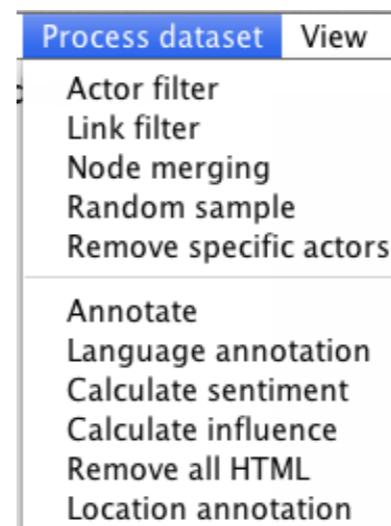 Process dataset View
Actor filter
Link filter
Node merging
Random sample
Remove specific actors
Annotate
Language annotation
Calculate sentiment
Calculate influence
Remove all HTML
Location annotation